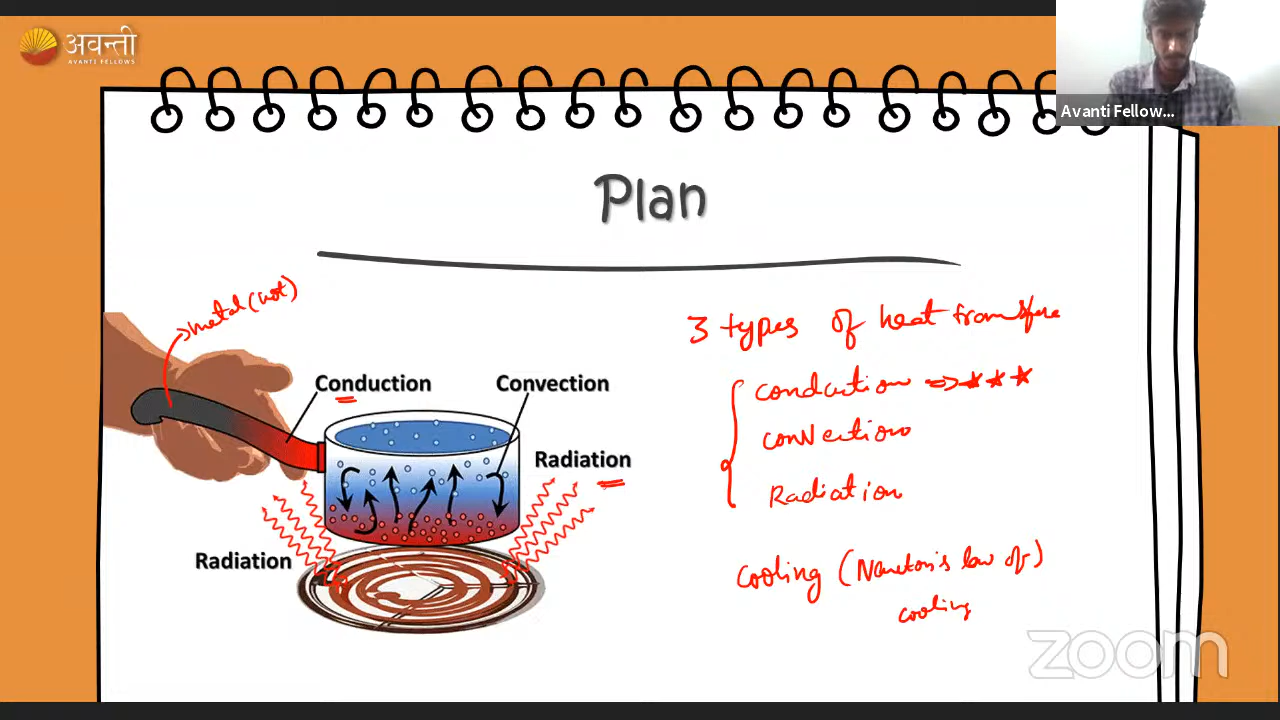 अवन्ती
AVANTI FELLOWS
Avanti Fellow...
Plan
metal (hot)
3 types of heat transfer
Conduction
Convection
conduction => ***
convection
Radiation
Radiation
Radiation
cooling (Newton's law of)
cooling
zoom